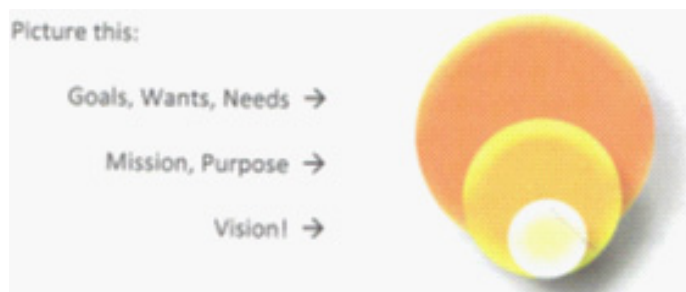 Picture this:
Goals, Wants, Needs →
Mission, Purpose →
Vision! →